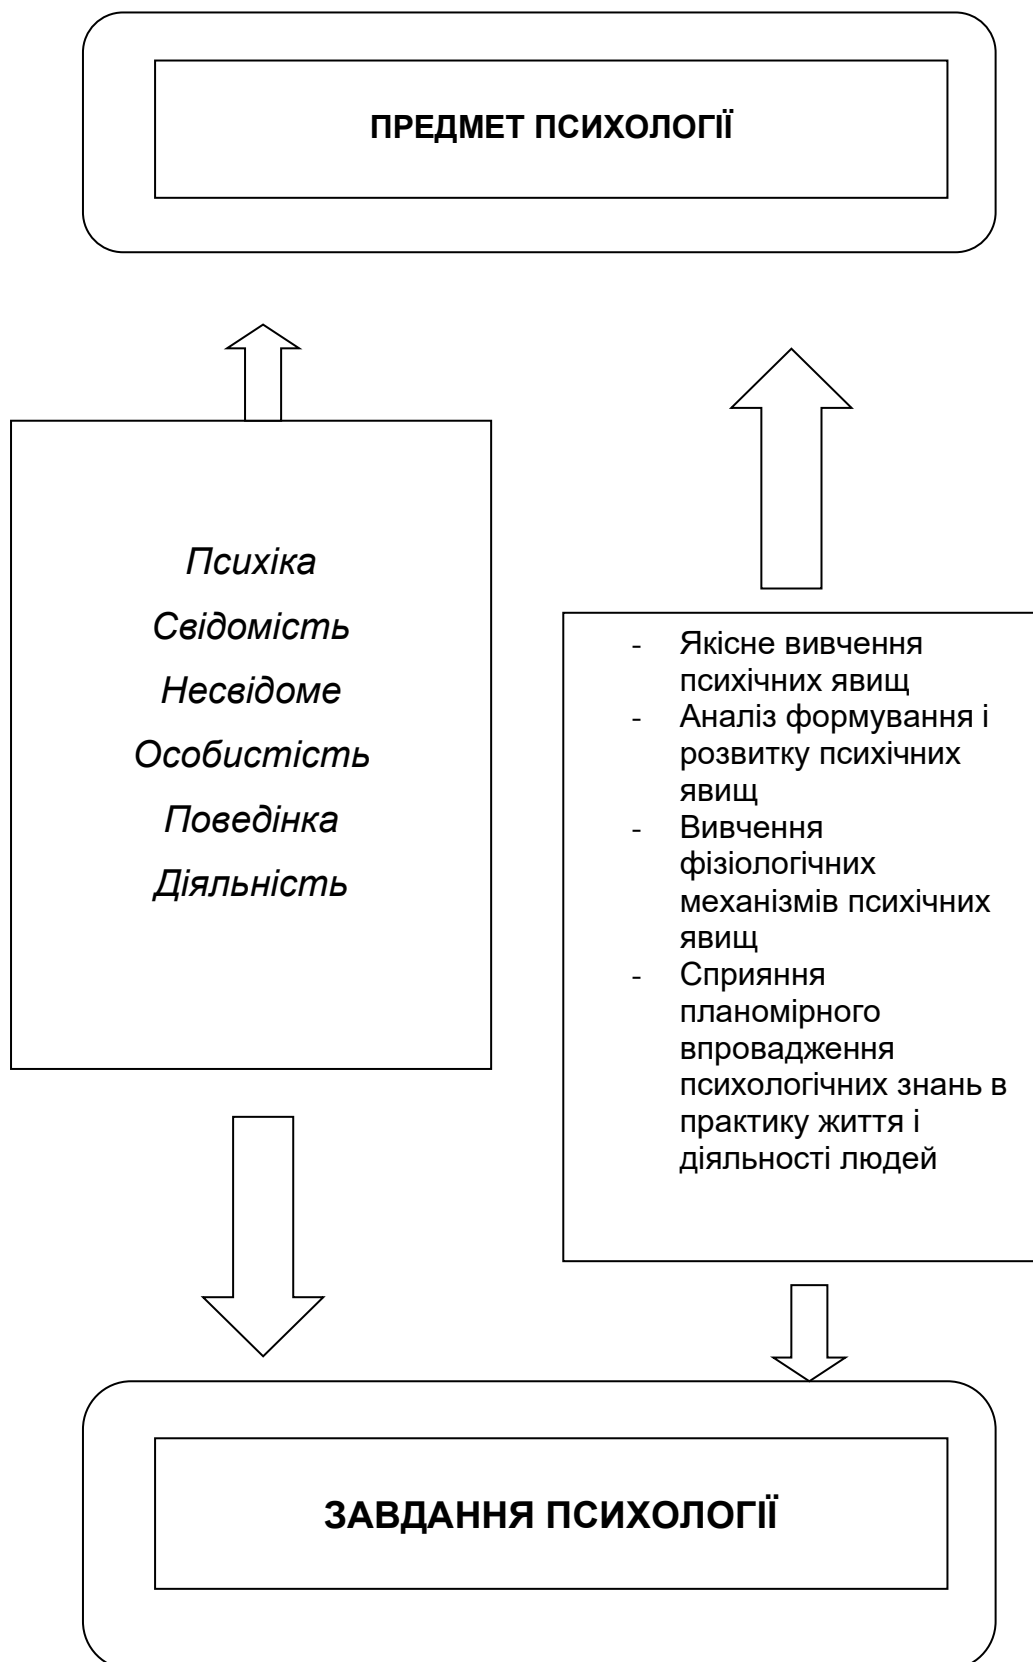 ПРЕДМЕТ ПСИХОЛОГІЇ
Психіка
Свідомість
Несвідоме
Особистість
Поведінка
Діяльність
- Якісне вивчення
психічних явищ
- Аналіз формування і
розвитку психічних
явищ
- Вивчення
фізіологічних
механізмів психічних
явищ
- Сприяння
планомірного
впровадження
психологічних знань в
практику життя і
діяльності людей
ЗАВДАННЯ ПСИХОЛОГІЇ